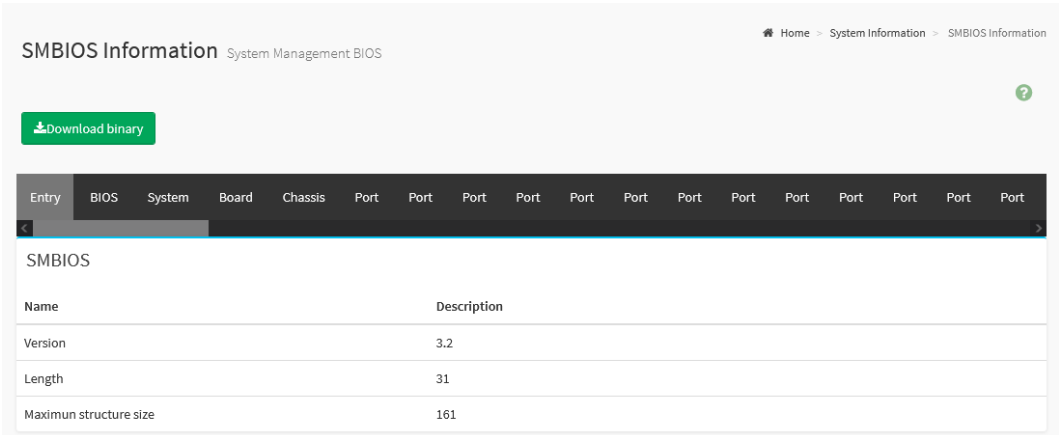 Home > System Information > SMBIOS Information
SMBIOS Information System Management BIOS
?
Download binary
Entry BIOS System Board Chassis Port Port Port Port Port Port Port Port Port Port Port Port Port
SMBIOS
Name Description
Version 3.2
Length 31
Maximun structure size 161